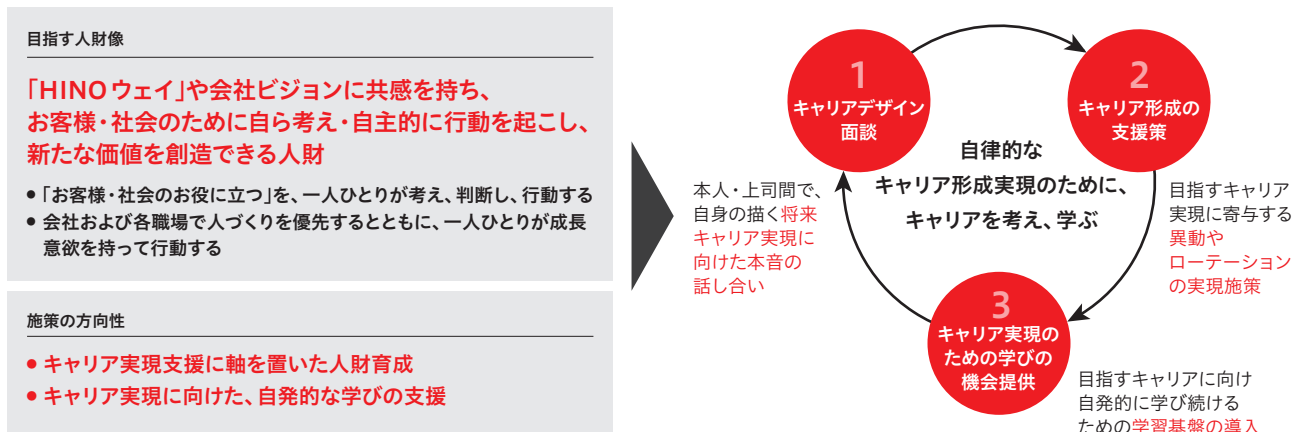 目指す人財像
「HINOウェイ」や会社ビジョンに共感を持ち、
お客様・社会のために自ら考え・自主的に行動を起こし、
新たな価値を創造できる人財
● 「お客様・社会のお役に立つ」を、一人ひとりが考え、判断し、行動する
● 会社および各職場で人づくりを優先するとともに、一人ひとりが成長
意欲を持って行動する
施策の方向性
● キャリア実現支援に軸を置いた人財育成
● キャリア実現に向けた、自発的な学びの支援
1
キャリアデザイン
面談
本人・上司間で、
自身の描く将来
キャリア実現に
向けた本音の
話し合い
自律的な
キャリア形成実現のために、
キャリアを考え、学ぶ
2
キャリア形成の
支援策
目指すキャリア
実現に寄与する
異動や
ローテーション
の実現施策
3
キャリア実現の
ための学びの
機会提供
目指すキャリアに向け
自発的に学び続ける
ための学習基盤の導入